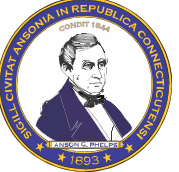 SIGILL CIVITAT ANSONIA IN REPUBLICA CONNECTICUTENSI
CONDIT 1844
ANSON G. PHELPS
★ ★ 1893 ★ ★